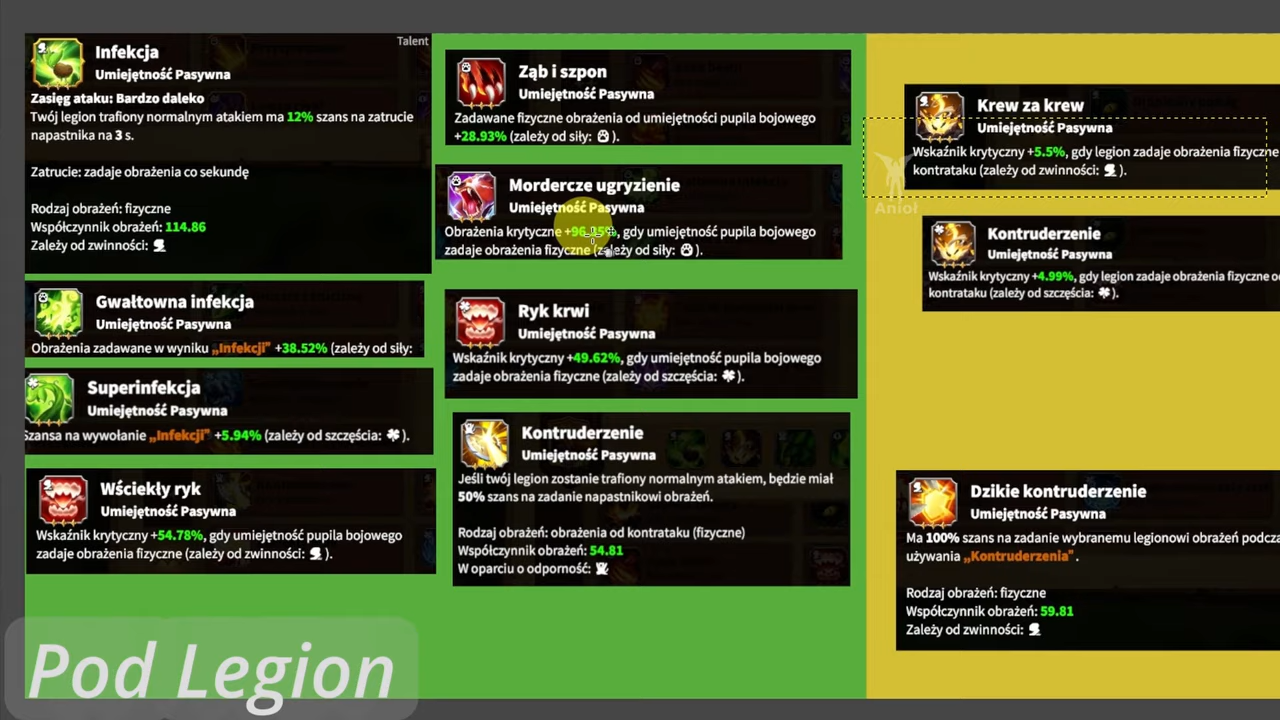 Talent
Infekcja
Umiejętność Pasywna
Zasięg ataku: Bardzo daleko
Twój legion trafiony normalnym atakiem ma 12% szans na zatrucie
napastnika na 3 s.
Zatrucie: zadaje obrażenia co sekundę
Rodzaj obrażeń: fizyczne
Współczynnik obrażeń: 114.86
Zależy od zwinności:
Gwałtowna infekcja
Umiejętność Pasywna
Obrażenia zadawane w wyniku „Infekcji” +38.52% (zależy od siły:
Superinfekcja
Umiejętność Pasywna
Szansa na wywołanie „Infekcji” +5.94% (zależy od szczęścia: ).
Wściekły ryk
Umiejętność Pasywna
Wskaźnik krytyczny +54.78%, gdy umiejętność pupila bojowego
zadaje obrażenia fizyczne (zależy od zwinności: ).
Ząb i szpon
Umiejętność Pasywna
Zadawane fizyczne obrażenia od umiejętności pupila bojowego
+28.93% (zależy od siły: ).
Mordercze ugryzienie
Umiejętność Pasywna
Obrażenia krytyczne gdy umiejętność pupila bojowego
zadaje obrażenia fizyczne (zależy od siły: ).
Ryk krwi
Umiejętność Pasywna
Wskaźnik krytyczny +49.62%, gdy umiejętność pupila bojowego
zadaje obrażenia fizyczne (zależy od szczęścia: ).
Kontruderzenie
Umiejętność Pasywna
Jeśli twój legion zostanie trafiony normalnym atakiem, będzie miał
50% szans na zadanie napastnikowi obrażeń.
Rodzaj obrażeń: obrażenia od kontrataku (fizyczne)
Współczynnik obrażeń: 54.81
W oparciu o odporność:
Krew za krew
Umiejętność Pasywna
Wskaźnik krytyczny +5.5%, gdy legion zadaje obrażenia fizyczne
kontrataku (zależy od zwinności: ).
Anioł
Kontruderzenie
Umiejętność Pasywna
Wskaźnik krytyczny +4.99%, gdy legion zadaje obrażenia fizyczne
kontrataku (zależy od szczęścia: ).
Dzikie kontruderzenie
Umiejętność Pasywna
Ma 100% szans na zadanie wybranemu legionowi obrażeń
używania „Kontruderzenia” .
Rodzaj obrażeń: fizyczne
Współczynnik obrażeń: 59.81
Zależy od zwinności:
Pod Legion